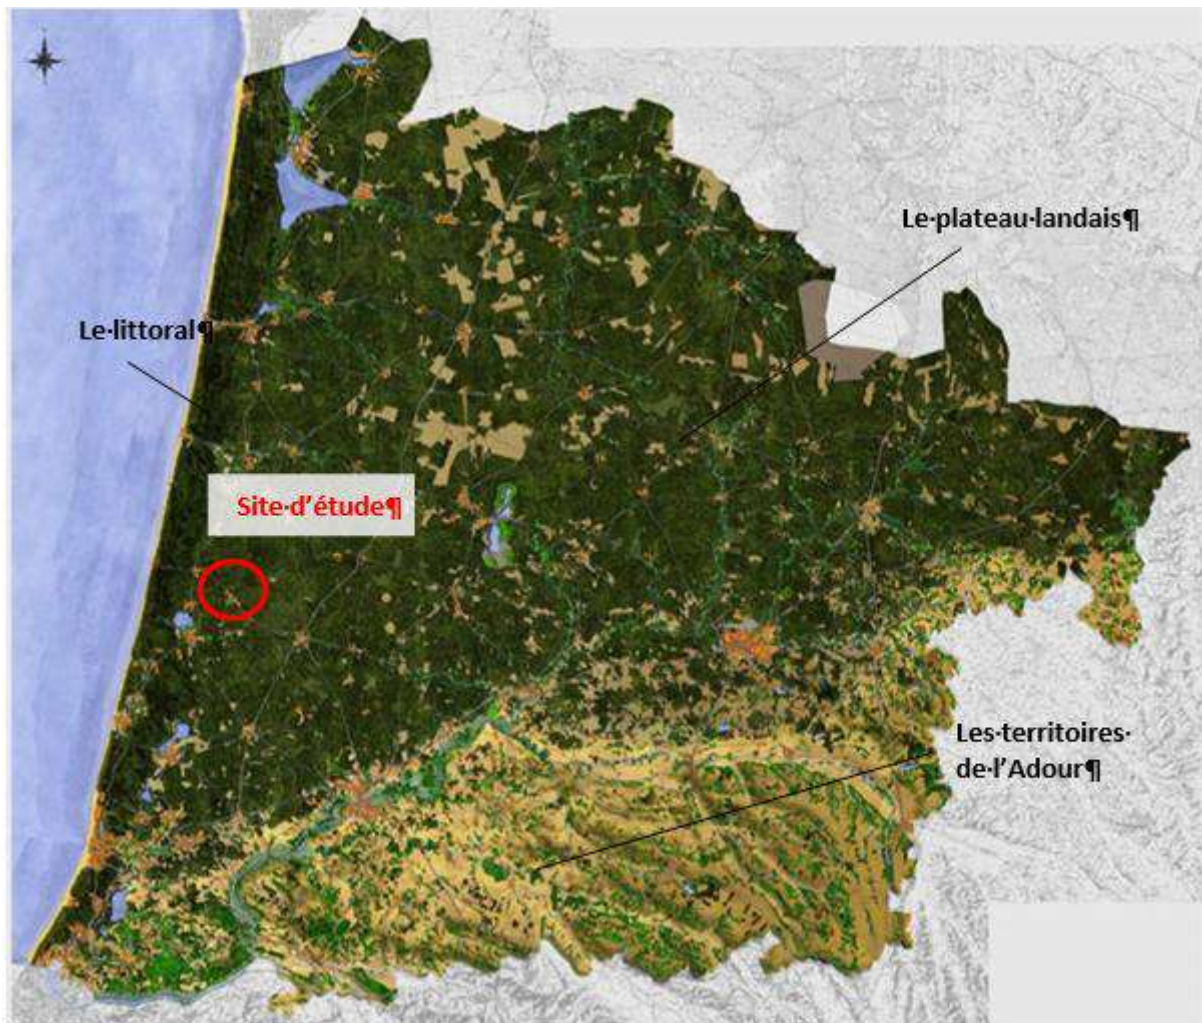 Le·plateau·landais¶
Le·littoral¶
Site·d’étude¶
Les·territoires·
de·l’Adour¶